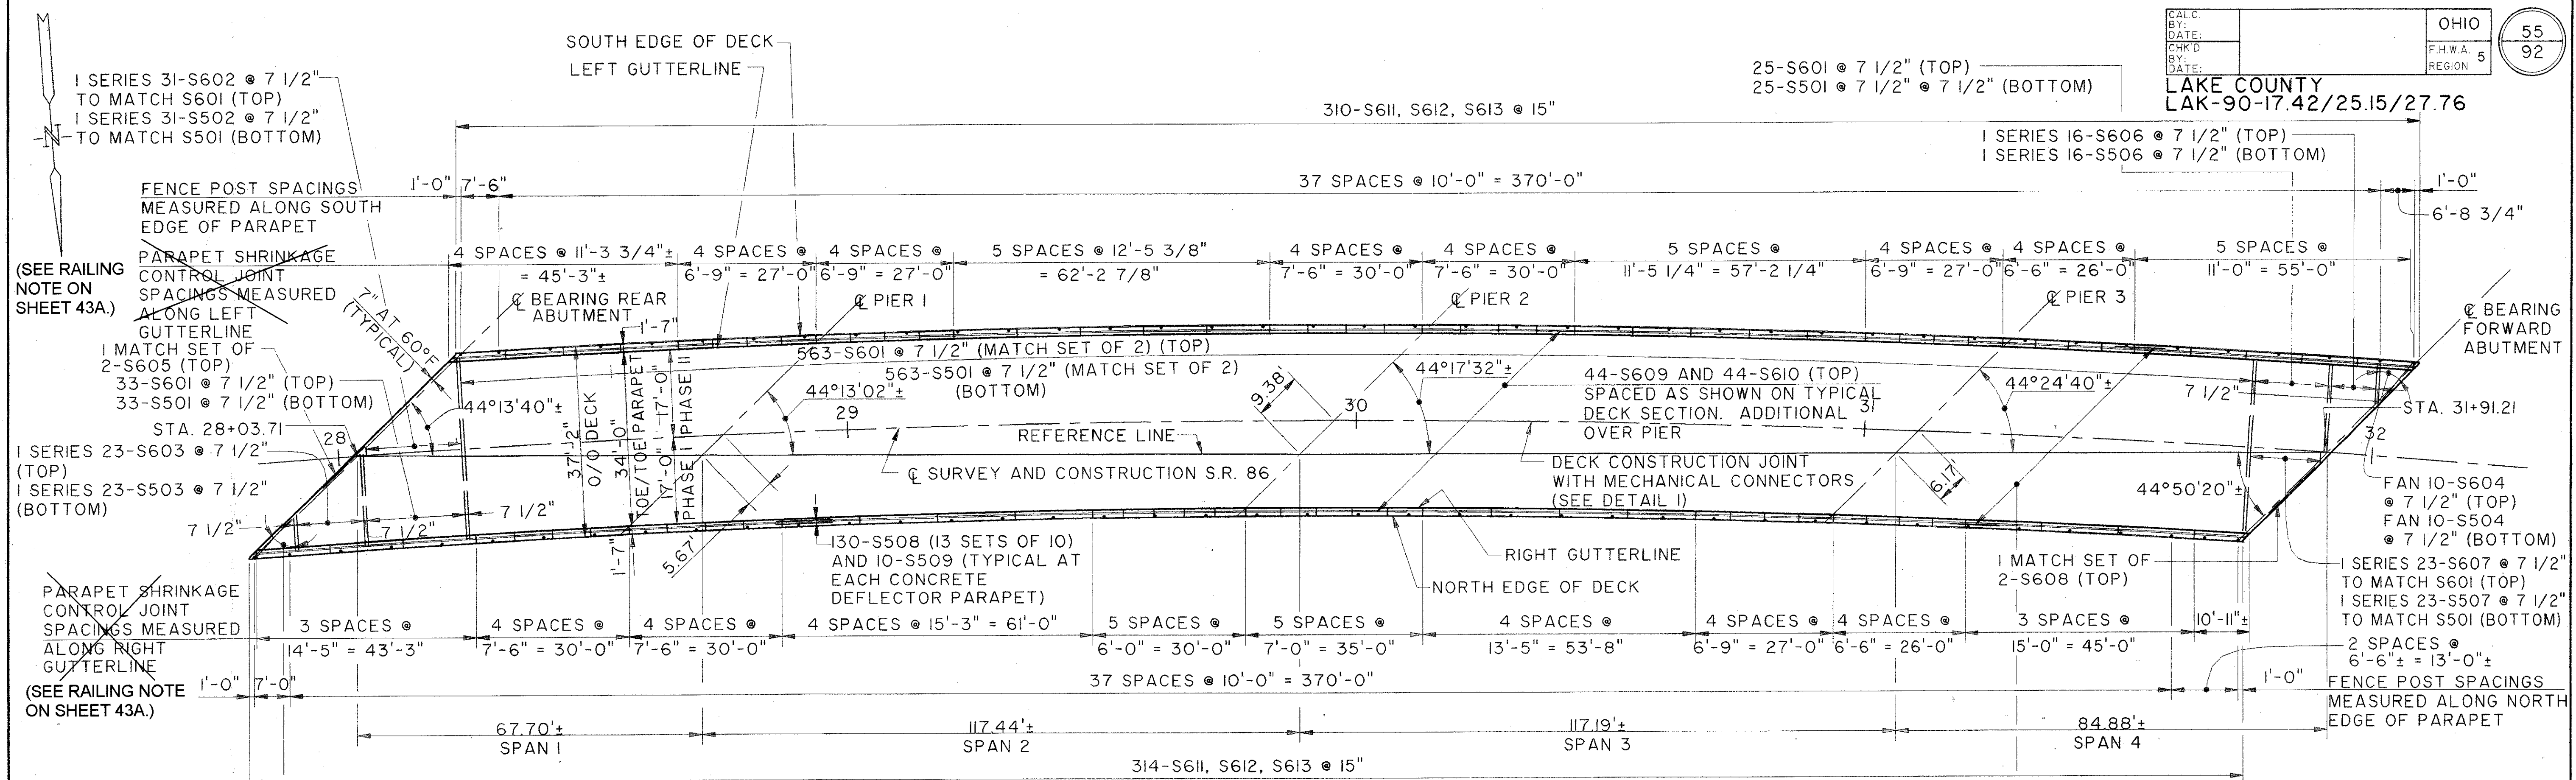 CALC.
BY:
DATE:
CHK'D
BY:
DATE:
OHIO
F.H.W.A. 5
REGION
55
92
LAKE COUNTY
LAK-90-17.42/25.15/27.76
N
SOUTH EDGE OF DECK
LEFT GUTTERLINE
1 SERIES 31-S602 @ 7 1/2"
TO MATCH S601 (TOP)
1 SERIES 31-S502 @ 7 1/2"
TO MATCH S501 (BOTTOM)
25-S601 @ 7 1/2" (TOP)
25-S501 @ 7 1/2" @ 7 1/2" (BOTTOM)
310-S611, S612, S613 @ 15"
1 SERIES 16-S606 @ 7 1/2" (TOP)
1 SERIES 16-S506 @ 7 1/2" (BOTTOM)
FENCE POST SPACINGS
MEASURED ALONG SOUTH
EDGE OF PARAPET
1'-0" 7'-6"
37 SPACES @ 10'-0" = 370'-0"
1'-0"
6'-8 3/4"
PARAPET SHRINKAGE
CONTROL JOINT
SPACINGS MEASURED
ALONG LEFT
GUTTERLINE
(SEE RAILING
NOTE ON
SHEET 43A.)
4 SPACES @ 11'-3 3/4"±
= 45'-3"±
4 SPACES @
6'-9" = 27'-0"
4 SPACES @
6'-9" = 27'-0"
5 SPACES @ 12'-5 3/8"
= 62'-2 7/8"
4 SPACES @
7'-6" = 30'-0"
4 SPACES @
7'-6" = 30'-0"
5 SPACES @
11'-5 1/4" = 57'-2 1/4"
4 SPACES @
6'-9" = 27'-0"
4 SPACES @
6'-6" = 26'-0"
5 SPACES @
11'-0" = 55'-0"
7" AT 60°F
(TYPICAL)
℄ BEARING REAR
ABUTMENT
℄ PIER 1
℄ PIER 2
℄ PIER 3
℄ BEARING
FORWARD
ABUTMENT
1'-7"
1 MATCH SET OF
2-S605 (TOP)
33-S601 @ 7 1/2" (TOP)
33-S501 @ 7 1/2" (BOTTOM)
563-S601 @ 7 1/2" (MATCH SET OF 2) (TOP)
563-S501 @ 7 1/2" (MATCH SET OF 2)
(BOTTOM)
44°13'40"±
44°13'02"±
44°17'32"±
44°24'40"±
44°50'20"±
9.38'
44-S609 AND 44-S610 (TOP)
SPACED AS SHOWN ON TYPICAL
DECK SECTION. ADDITIONAL
OVER PIER
7 1/2"
STA. 28+03.71
STA. 31+91.21
28
29
30
31
32
REFERENCE LINE
℄ SURVEY AND CONSTRUCTION S.R. 86
DECK CONSTRUCTION JOINT
WITH MECHANICAL CONNECTORS
(SEE DETAIL 1)
37'-2"
O/O DECK
34'-0"
TOE/TOE PARAPET
17'-0" 17'-0"
PHASE I PHASE II
1 SERIES 23-S603 @ 7 1/2"
(TOP)
1 SERIES 23-S503 @ 7 1/2"
(BOTTOM)
7 1/2"
7 1/2"
7 1/2"
1'-7"
5.67'
6.17'
130-S508 (13 SETS OF 10)
AND 10-S509 (TYPICAL AT
EACH CONCRETE
DEFLECTOR PARAPET)
RIGHT GUTTERLINE
NORTH EDGE OF DECK
1 MATCH SET OF
2-S608 (TOP)
FAN 10-S604
@ 7 1/2" (TOP)
FAN 10-S504
@ 7 1/2" (BOTTOM)
1 SERIES 23-S607 @ 7 1/2"
TO MATCH S601 (TOP)
1 SERIES 23-S507 @ 7 1/2"
TO MATCH S501 (BOTTOM)
PARAPET SHRINKAGE
CONTROL JOINT
SPACINGS MEASURED
ALONG RIGHT
GUTTERLINE
(SEE RAILING NOTE
ON SHEET 43A.)
3 SPACES @
14'-5" = 43'-3"
4 SPACES @
7'-6" = 30'-0"
4 SPACES @
7'-6" = 30'-0"
4 SPACES @ 15'-3" = 61'-0"
5 SPACES @
6'-0" = 30'-0"
5 SPACES @
7'-0" = 35'-0"
4 SPACES @
13'-5" = 53'-8"
4 SPACES @
6'-9" = 27'-0"
4 SPACES @
6'-6" = 26'-0"
3 SPACES @
15'-0" = 45'-0"
10'-11"±
2 SPACES @
6'-6"± = 13'-0"±
1'-0" 7'-0"
37 SPACES @ 10'-0" = 370'-0"
1'-0"
FENCE POST SPACINGS
MEASURED ALONG NORTH
EDGE OF PARAPET
67.70'±
SPAN 1
117.44'±
SPAN 2
117.19'±
SPAN 3
84.88'±
SPAN 4
314-S611, S612, S613 @ 15"